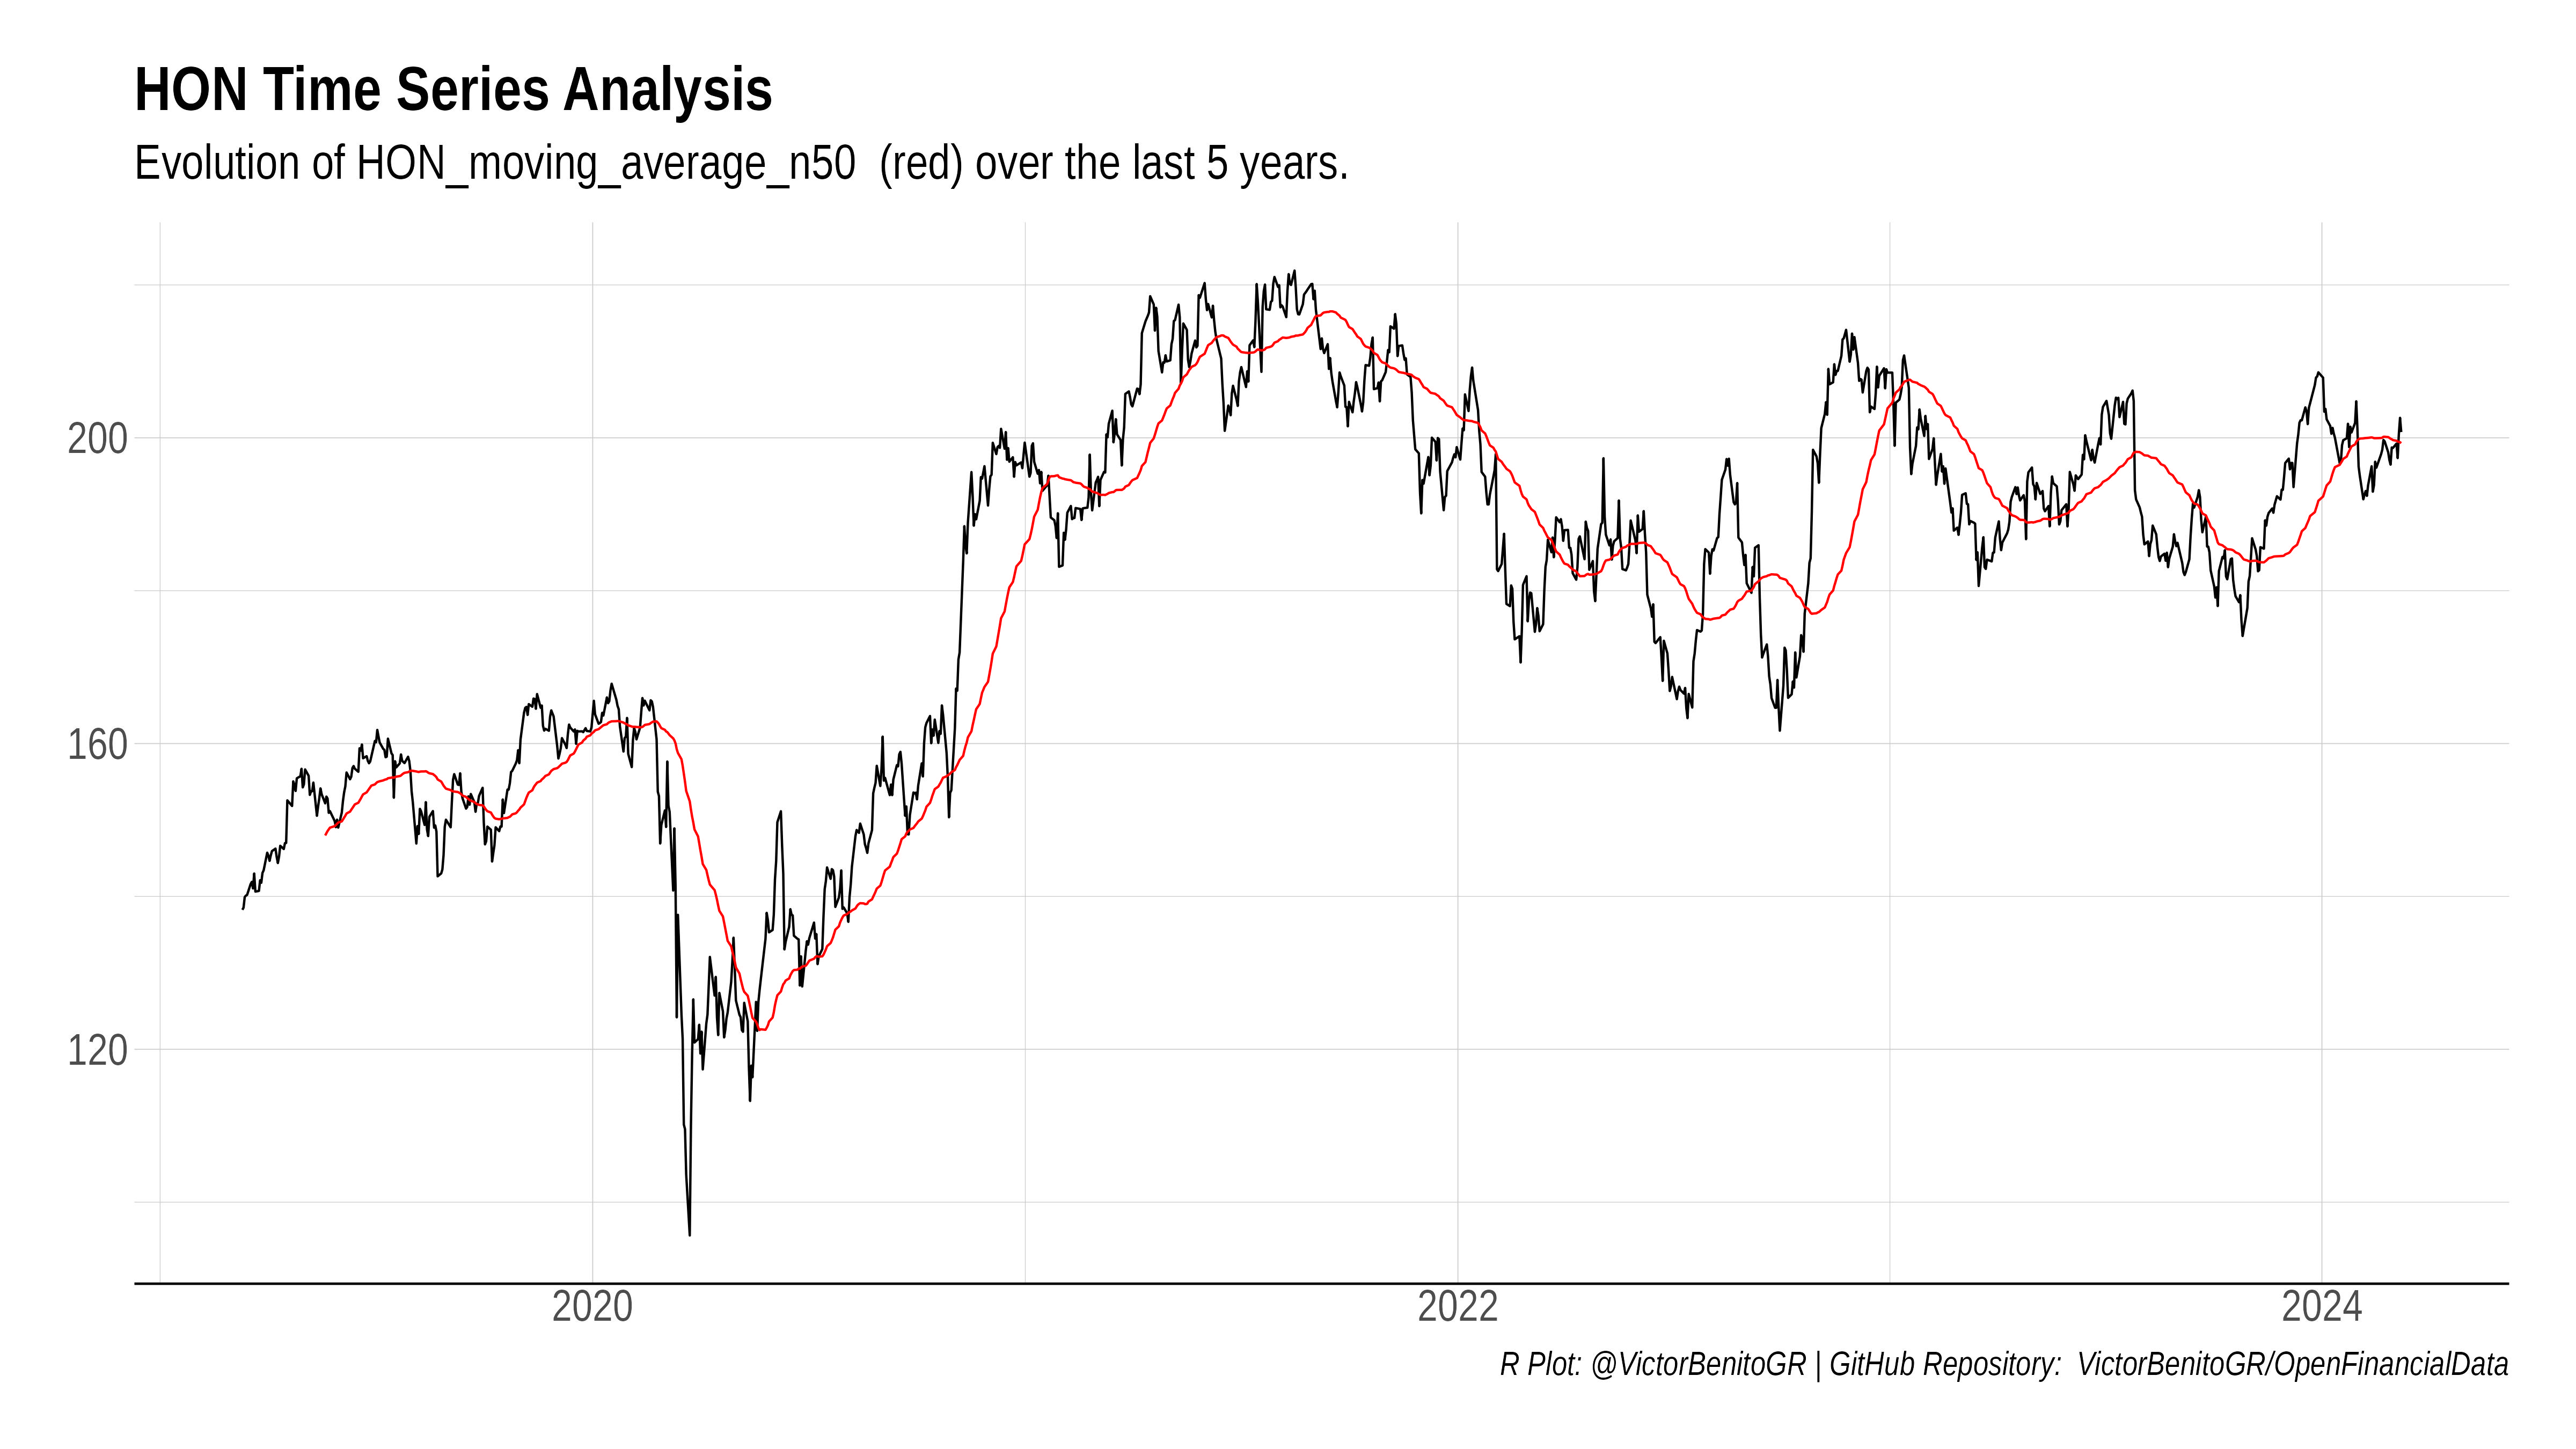 HON Time Series Analysis
Evolution of HON_moving_average_n50  (red) over the last 5 years.
200
160
120
2020 2022 2024
R Plot: @VictorBenitoGR | GitHub Repository:  VictorBenitoGR/OpenFinancialData